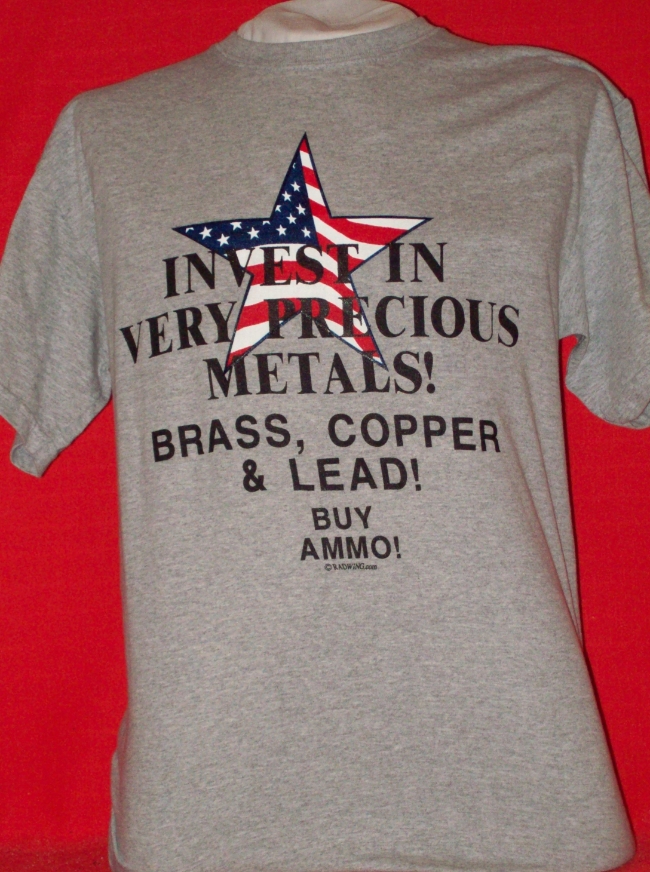 INVEST IN
VERY PRECIOUS
METALS!
BRASS, COPPER
& LEAD!
BUY
AMMO!